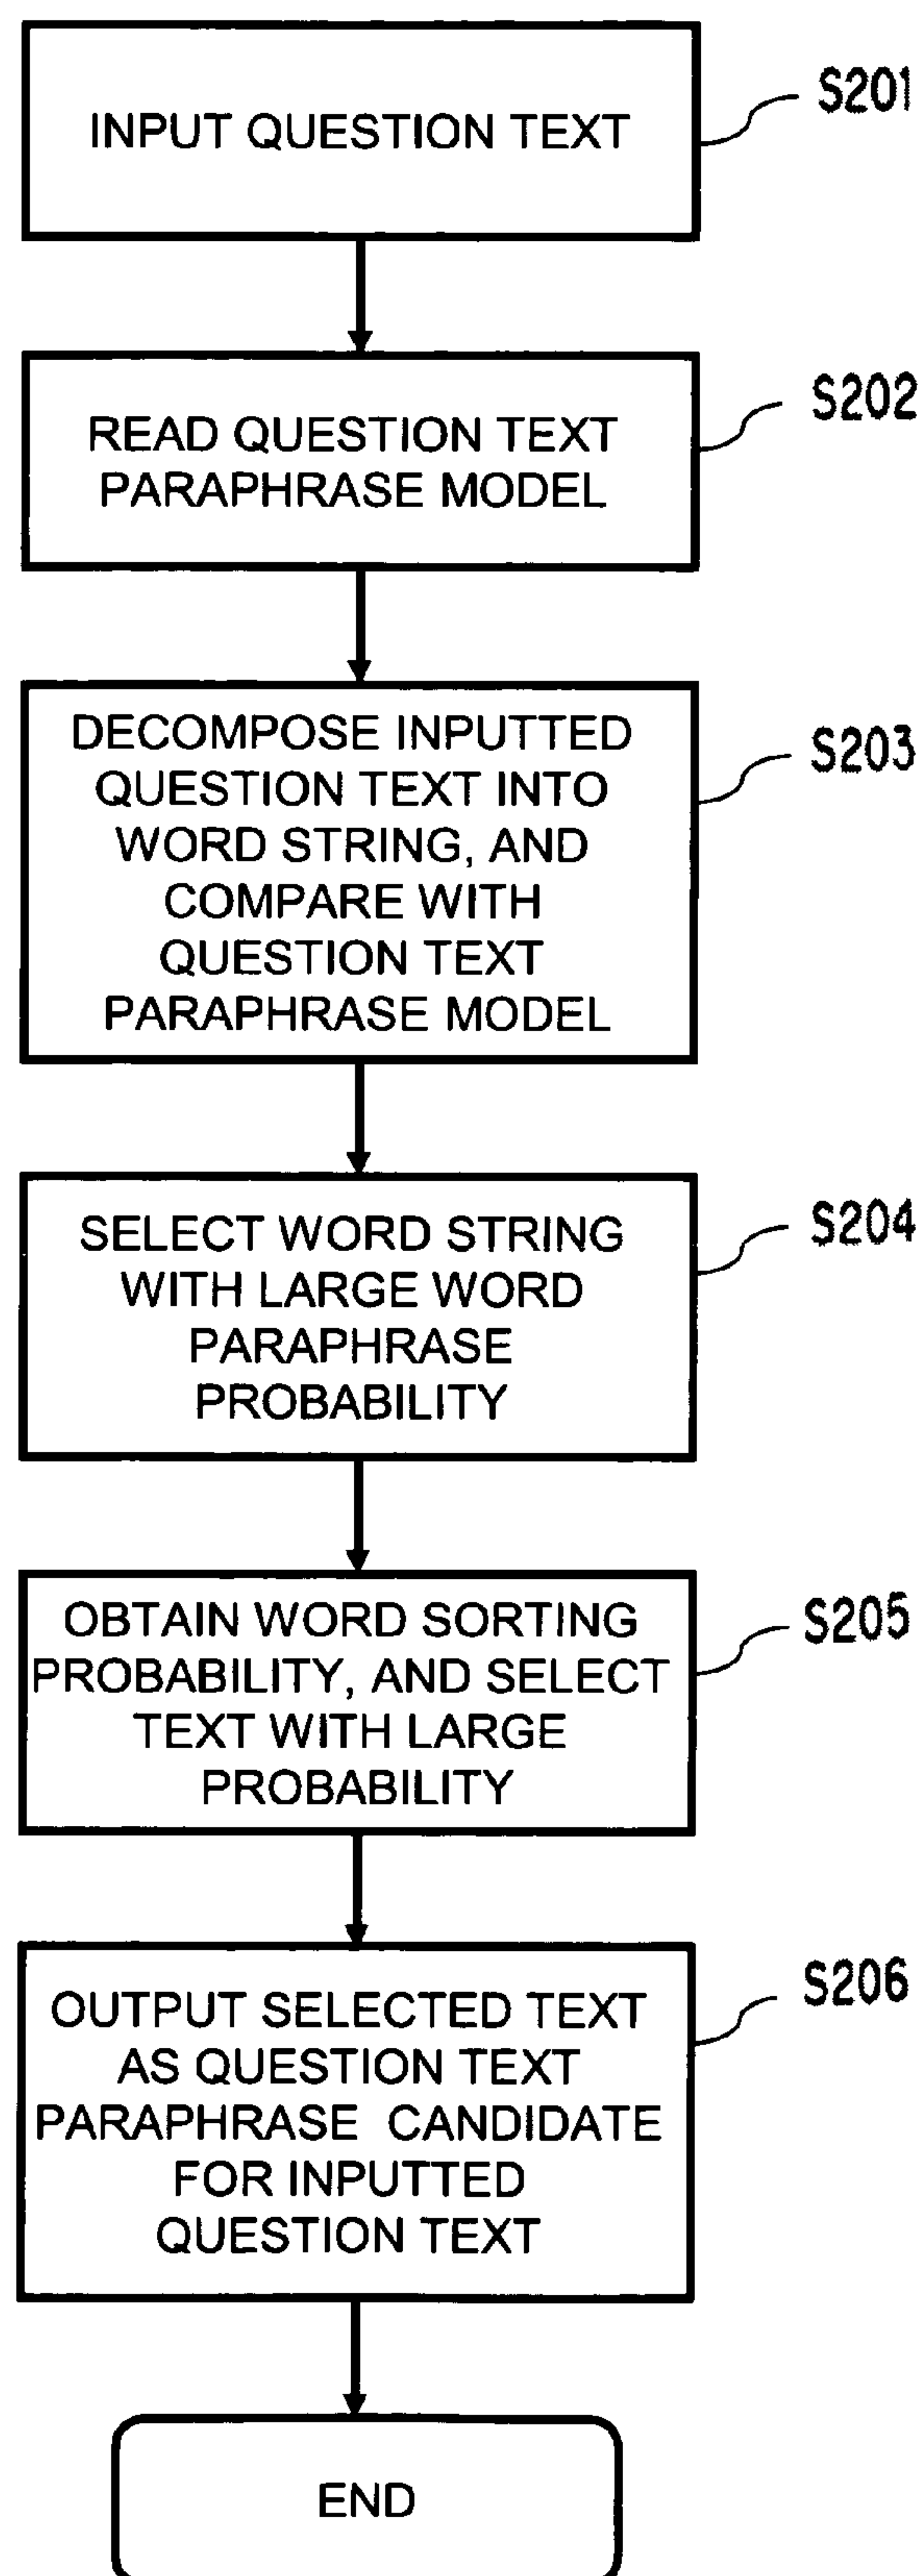 INPUT QUESTION TEXT
S201
READ QUESTION TEXT
PARAPHRASE MODEL
S202
DECOMPOSE INPUTTED
QUESTION TEXT INTO
WORD STRING, AND
COMPARE WITH
QUESTION TEXT
PARAPHRASE MODEL
S203
SELECT WORD STRING
WITH LARGE WORD
PARAPHRASE
PROBABILITY
S204
OBTAIN WORD SORTING
PROBABILITY, AND SELECT
TEXT WITH LARGE
PROBABILITY
S205
OUTPUT SELECTED TEXT
AS QUESTION TEXT
PARAPHRASE CANDIDATE
FOR INPUTTED
QUESTION TEXT
S206
END